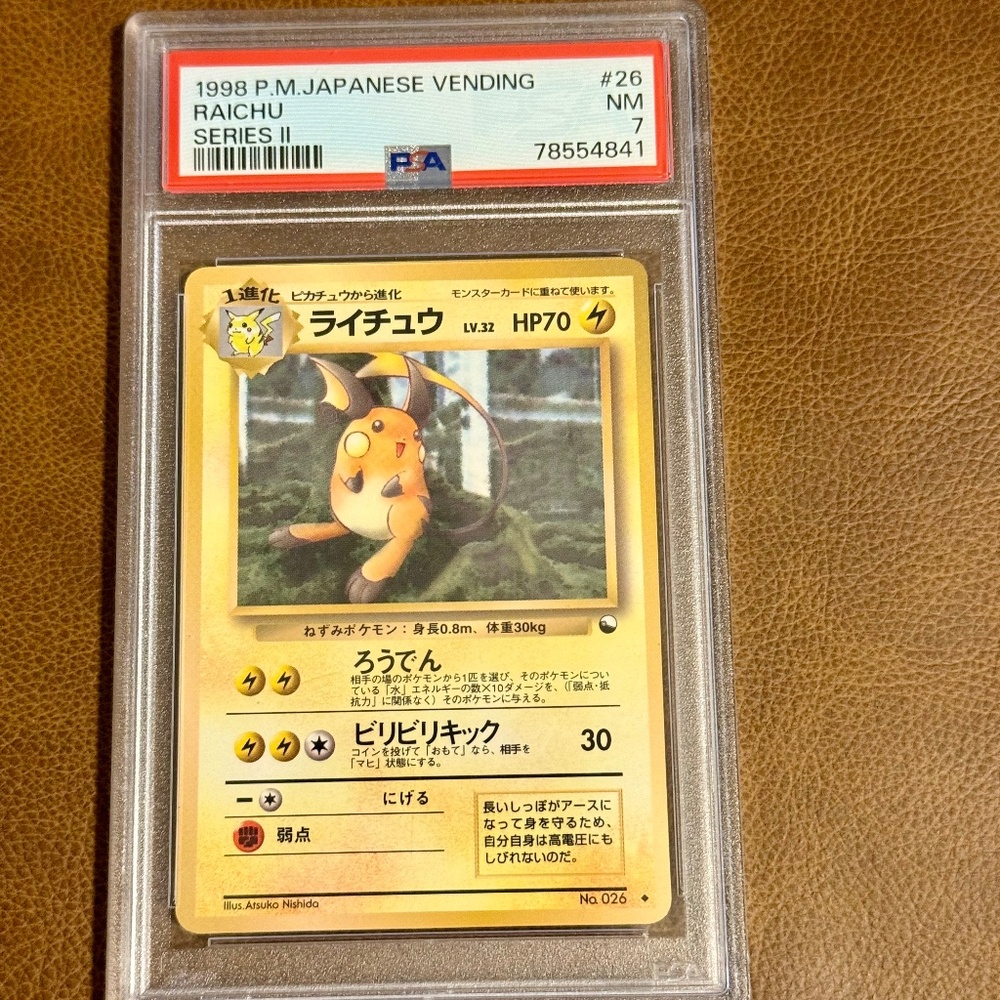 1998 P.M.JAPANESE VENDING #26
RAICHU NM
SERIES II 7
PSA 78554841
1進化 ピカチュウから進化 モンスターカードに重ねて使います。
ライチュウ LV.32 HP70
ねずみポケモン：身長0.8m、体重30kg
ろうでん
相手の場のポケモンから1匹を選び、そのポケモンについ
ている「水」エネルギーの数×10ダメージを、(「弱点・抵
抗力」に関係なく) そのポケモンに与える。
ビリビリキック 30
コインを投げて「おもて」なら、相手を
「マヒ」状態にする。
ー にげる
弱点
長いしっぽがアースに
なって身を守るため、
自分自身は高電圧にも
しびれないのだ。
Illus.Atsuko Nishida No. 026
PSA